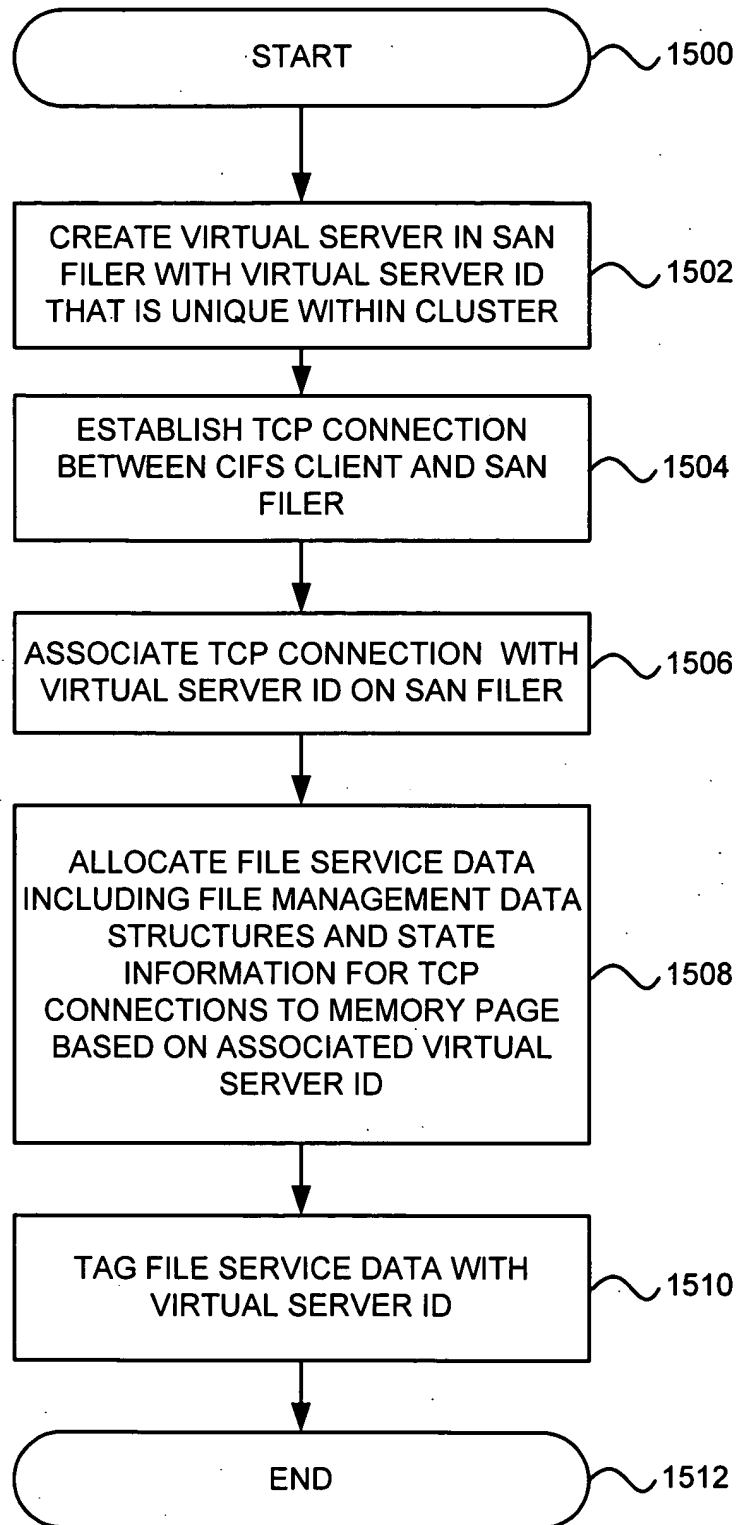 START
1500
CREATE VIRTUAL SERVER IN SAN
FILER WITH VIRTUAL SERVER ID
THAT IS UNIQUE WITHIN CLUSTER
1502
ESTABLISH TCP CONNECTION
BETWEEN CIFS CLIENT AND SAN
FILER
1504
ASSOCIATE TCP CONNECTION WITH
VIRTUAL SERVER ID ON SAN FILER
1506
ALLOCATE FILE SERVICE DATA
INCLUDING FILE MANAGEMENT DATA
STRUCTURES AND STATE
INFORMATION FOR TCP
CONNECTIONS TO MEMORY PAGE
BASED ON ASSOCIATED VIRTUAL
SERVER ID
1508
TAG FILE SERVICE DATA WITH
VIRTUAL SERVER ID
1510
END
1512